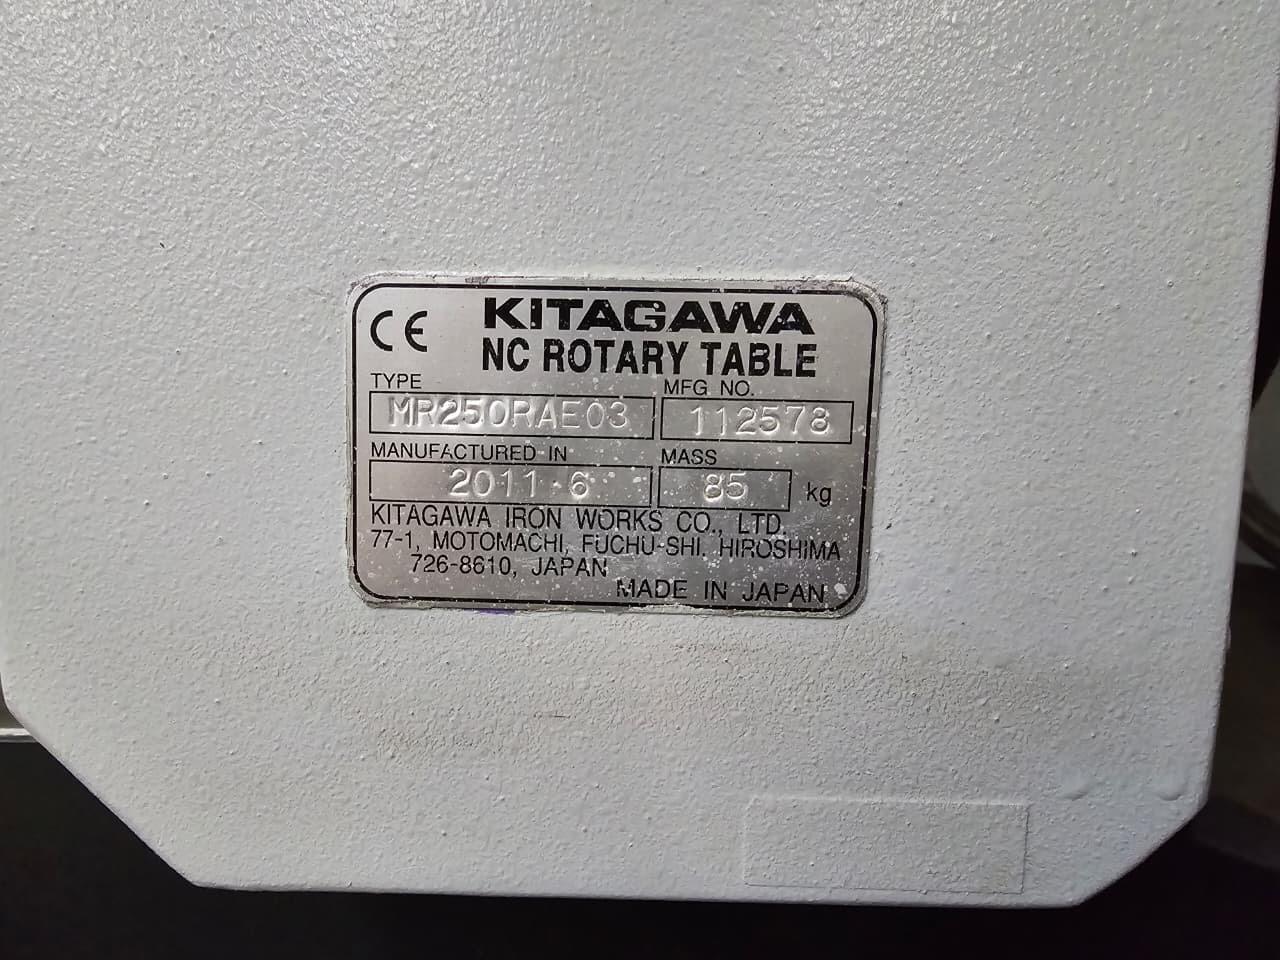 CE KITAGAWA
NC ROTARY TABLE
TYPE MFG NO.
MR250RAE03 112578
MANUFACTURED IN MASS
2011·6 85 kg
KITAGAWA IRON WORKS CO., LTD.
77-1, MOTOMACHI, FUCHU-SHI, HIROSHIMA
726-8610, JAPAN
MADE IN JAPAN